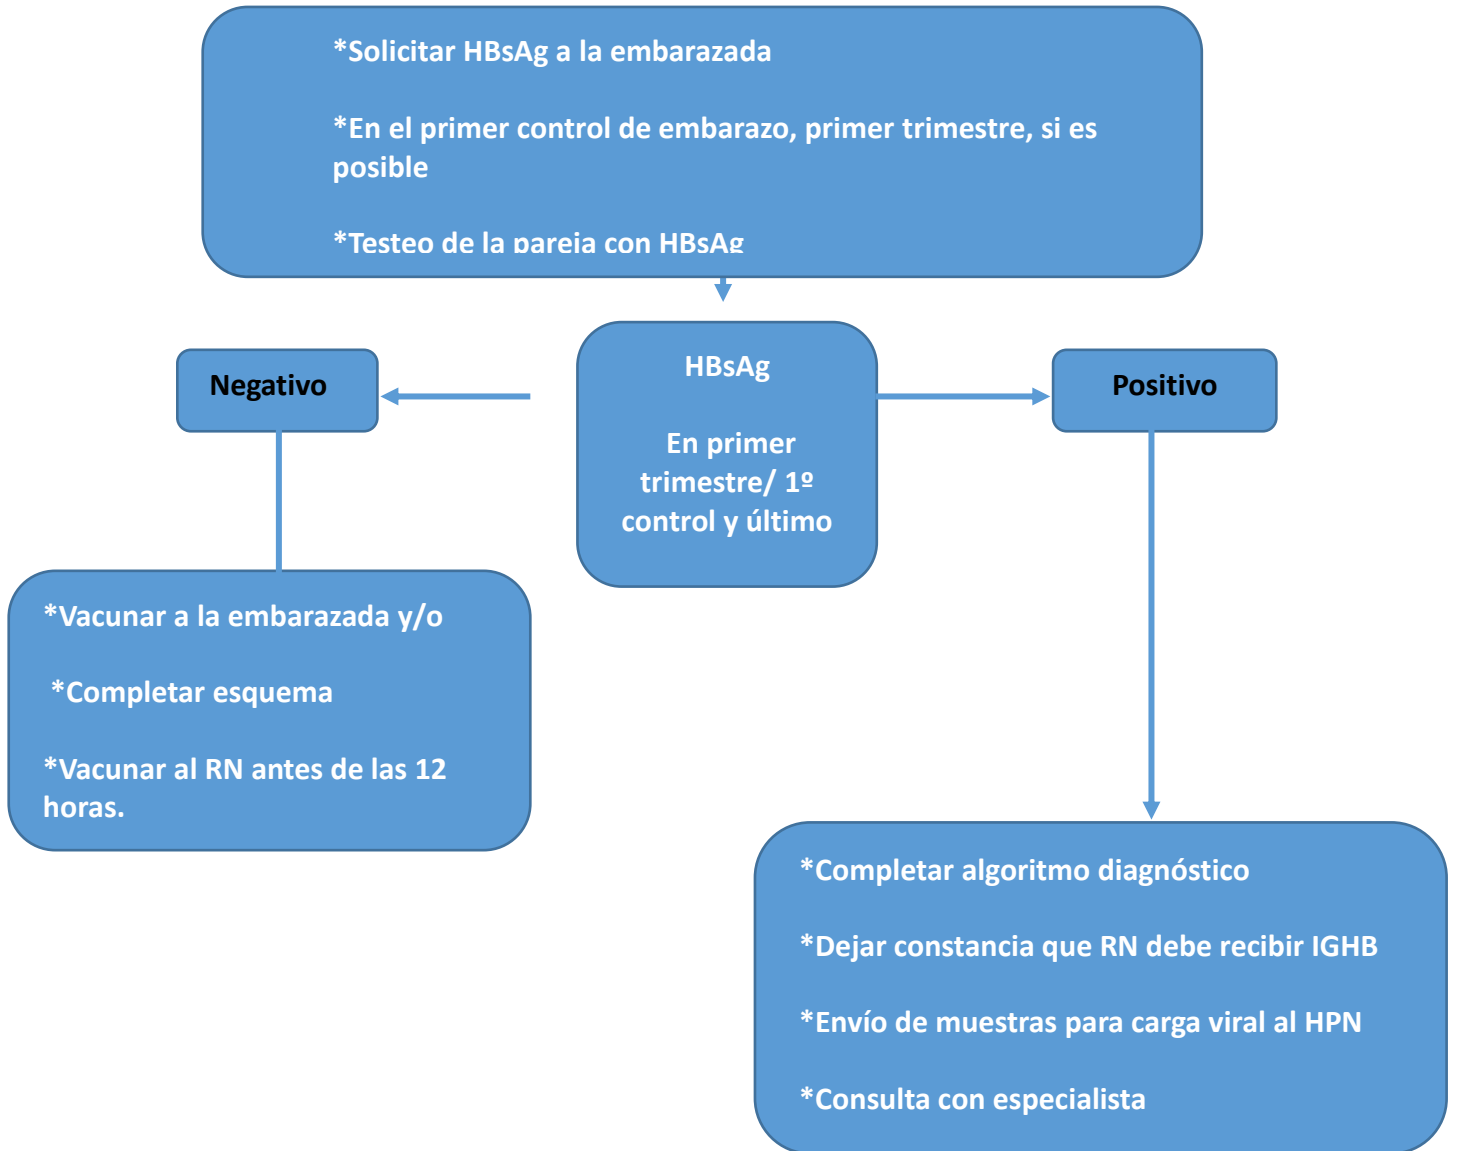 *Solicitar HBsAg a la embarazada
*En el primer control de embarazo, primer trimestre, si es
posible
*Testeo de la pareja con HBsAg
HBsAg
En primer
trimestre/ 1º
control y último
Negativo
Positivo
*Vacunar a la embarazada y/o
*Completar esquema
*Vacunar al RN antes de las 12
horas.
*Completar algoritmo diagnóstico
*Dejar constancia que RN debe recibir IGHB
*Envío de muestras para carga viral al HPN
*Consulta con especialista